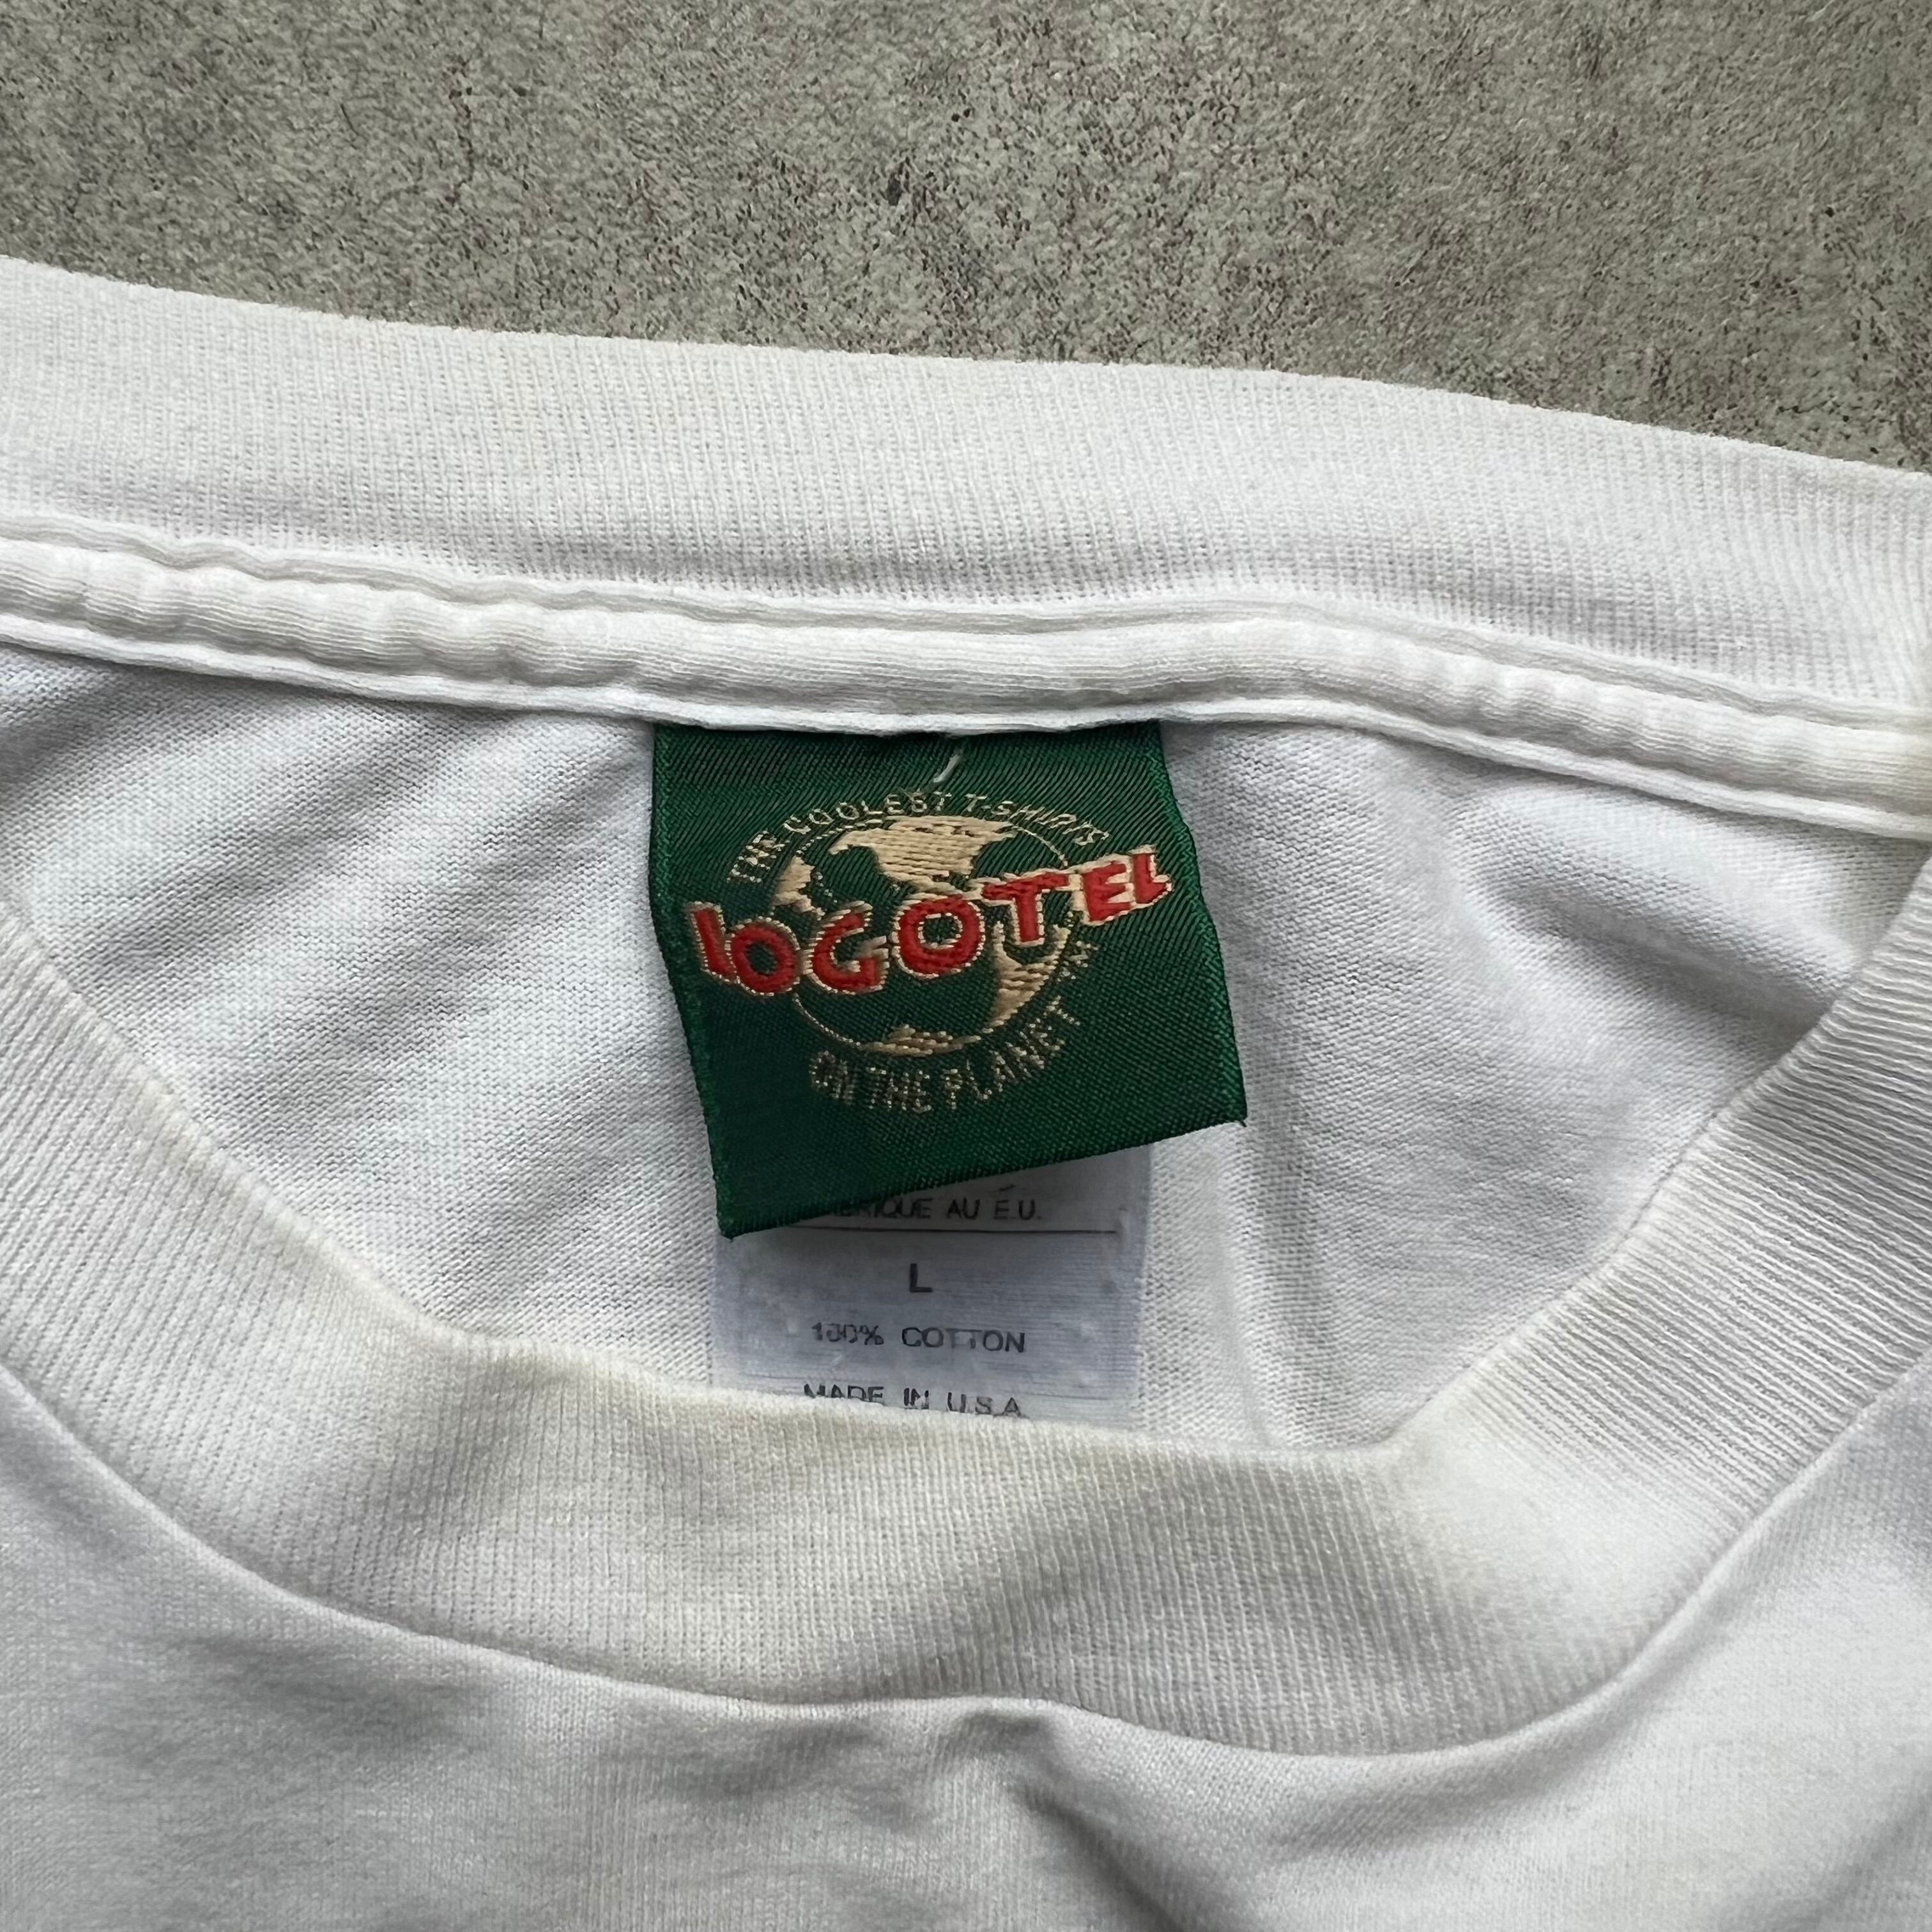 THE COOLEST T-SHIRTS
LOGOTEL
ON THE PLANET
AU É.U.
L
100% COTTON
MADE IN U.S.A.